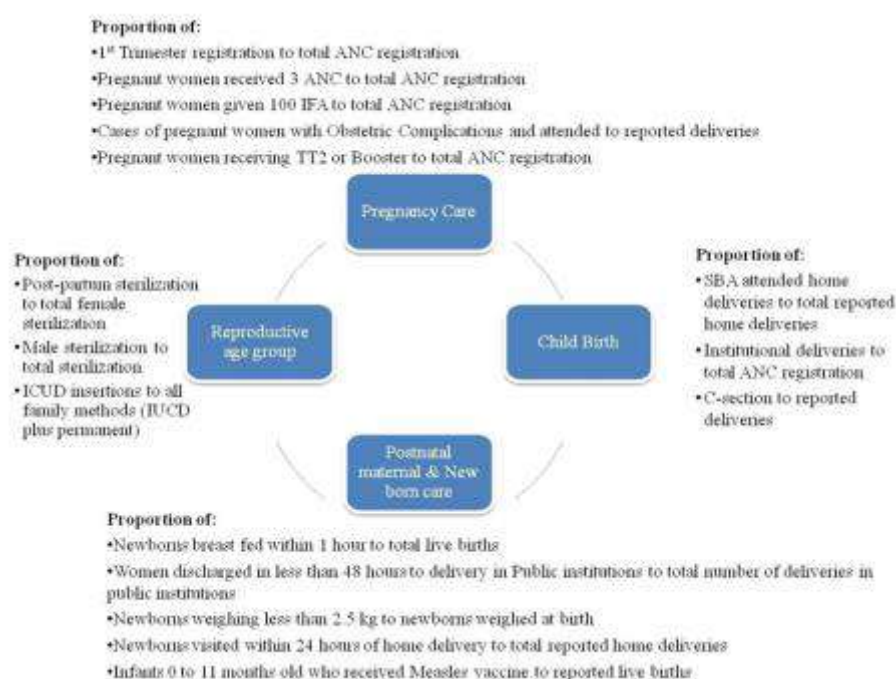 Proportion of:
•1st Trimester registration to total ANC registration
•Pregnant women received 3 ANC to total ANC registration
•Pregnant women given 100 IFA to total ANC registration
•Cases of pregnant women with Obstetric Complications and attended to reported deliveries
•Pregnant women receiving TT2 or Booster to total ANC registration
Pregnancy Care
Proportion of:
•Post-partum sterilization
to total female
sterilization
•Male sterilization to
total sterilization
•ICUD insertions to all
family methods (IUCD
plus permanent)
Reproductive
age group
Child Birth
Proportion of:
•SBA attended home
deliveries to total reported
home deliveries
•Institutional deliveries to
total ANC registration
•C-section to reported
deliveries
Postnatal
maternal & New
born care
Proportion of:
•Newborns breast fed within 1 hour to total live births
•Women discharged in less than 48 hours to delivery in Public institutions to total number of deliveries in
public institutions
•Newborns weighing less than 2.5 kg to newborns weighed at birth
•Newborns visited within 24 hours of home delivery to total reported home deliveries
•Infants 0 to 11 months old who received Measles vaccine to reported live births